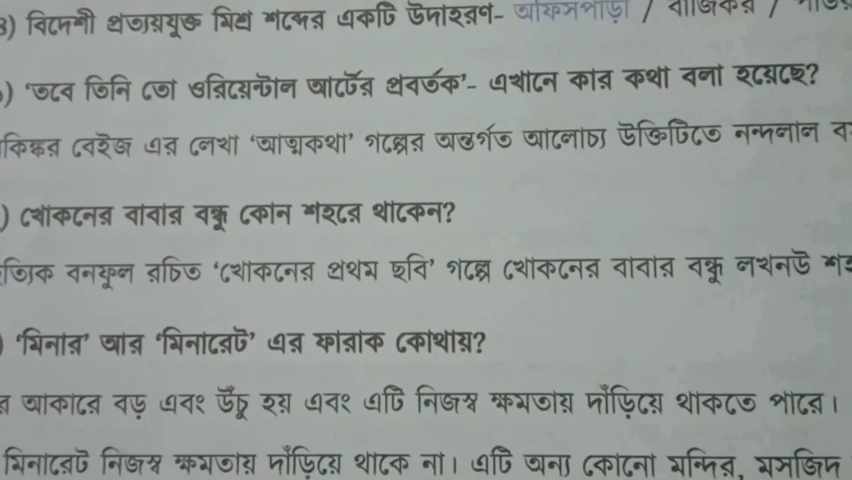 ৪) বিদেশী প্রত্যয়যুক্ত মিশ্র শব্দের একটি উদাহরণ- অফিসপাড়া / বাজিকর /
) ‘তবে তিনি তো ওরিয়েন্টাল আর্টের প্রবর্তক’- এখানে কার কথা বলা হয়েছে?
কিঙ্কর বেইজ এর লেখা ‘আত্মকথা’ গল্পের অন্তর্গত আলোচ্য উক্তিটিতে নন্দলাল ব
) খোকনের বাবার বন্ধু কোন শহরে থাকেন?
ত্যিক বনফুল রচিত ‘খোকনের প্রথম ছবি’ গল্পে খোকনের বাবার বন্ধু লখনউ শহ
) ‘মিনার’ আর ‘মিনারেট’ এর ফারাক কোথায়?
র আকারে বড় এবং উঁচু হয় এবং এটি নিজস্ব ক্ষমতায় দাঁড়িয়ে থাকতে পারে।
মিনারেট নিজস্ব ক্ষমতায় দাঁড়িয়ে থাকে না। এটি অন্য কোনো মন্দির, মসজিদ